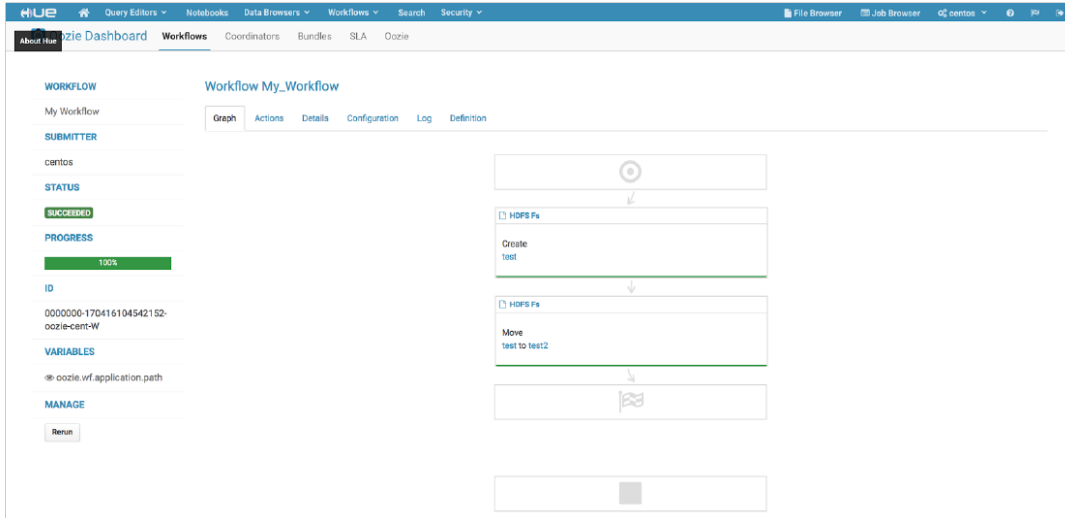 HUE Query Editors Notebooks Data Browsers Workflows Search Security File Browser Job Browser centos
About Hue
Oozie Dashboard Workflows Coordinators Bundles SLA Oozie
WORKFLOW
My Workflow
SUBMITTER
centos
STATUS
SUCCEEDED
PROGRESS
100%
ID
0000000-170416104542152-
oozie-cent-W
VARIABLES
oozie.wf.application.path
MANAGE
Rerun
Workflow My_Workflow
Graph Actions Details Configuration Log Definition
HDFS Fs
Create
test
HDFS Fs
Move
test to test2